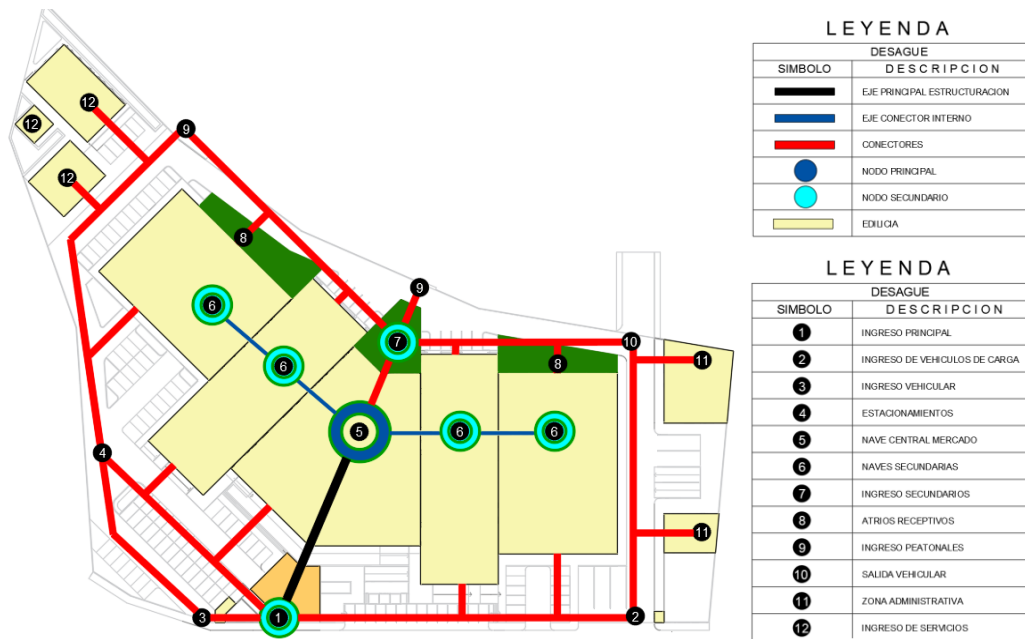 LEYENDA
DESAGUE
SIMBOLO DESCRIPCION
EJE PRINCIPAL ESTRUCTURACION
EJE CONECTOR INTERNO
CONECTORES
NODO PRINCIPAL
NODO SECUNDARIO
EDILICIA
LEYENDA
DESAGUE
SIMBOLO DESCRIPCION
1 INGRESO PRINCIPAL
2 INGRESO DE VEHICULOS DE CARGA
3 INGRESO VEHICULAR
4 ESTACIONAMIENTOS
5 NAVE CENTRAL MERCADO
6 NAVES SECUNDARIAS
7 INGRESO SECUNDARIOS
8 ATRIOS RECEPTIVOS
9 INGRESO PEATONALES
10 SALIDA VEHICULAR
11 ZONA ADMINISTRATIVA
12 INGRESO DE SERVICIOS
12
12
9
12
8
9
6
7
10
8
11
6
5
6
6
4
11
3
1
2